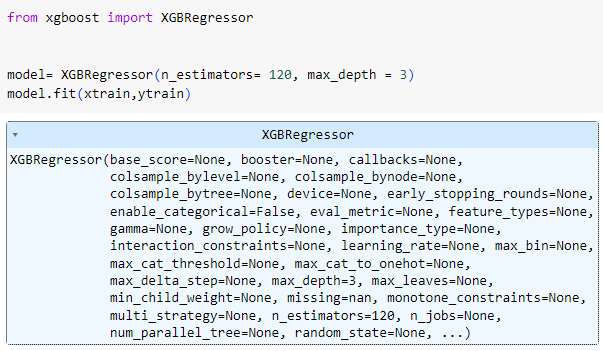 from xgboost import XGBRegressor
model= XGBRegressor(n_estimators= 120, max_depth = 3)
model.fit(xtrain,ytrain)
XGBRegressor
XGBRegressor(base_score=None, booster=None, callbacks=None,
colsample_bylevel=None, colsample_bynode=None,
colsample_bytree=None, device=None, early_stopping_rounds=None,
enable_categorical=False, eval_metric=None, feature_types=None,
gamma=None, grow_policy=None, importance_type=None,
interaction_constraints=None, learning_rate=None, max_bin=None,
max_cat_threshold=None, max_cat_to_onehot=None,
max_delta_step=None, max_depth=3, max_leaves=None,
min_child_weight=None, missing=nan, monotone_constraints=None,
multi_strategy=None, n_estimators=120, n_jobs=None,
num_parallel_tree=None, random_state=None, ...)